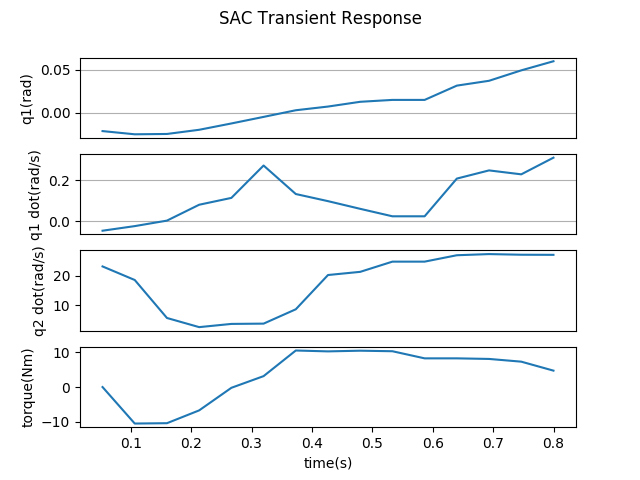 SAC Transient Response
q1(rad)
0.05
0.00
q1 dot(rad/s)
0.2
0.0
q2 dot(rad/s)
20
10
torque(Nm)
10
0
−10
0.1 0.2 0.3 0.4 0.5 0.6 0.7 0.8
time(s)